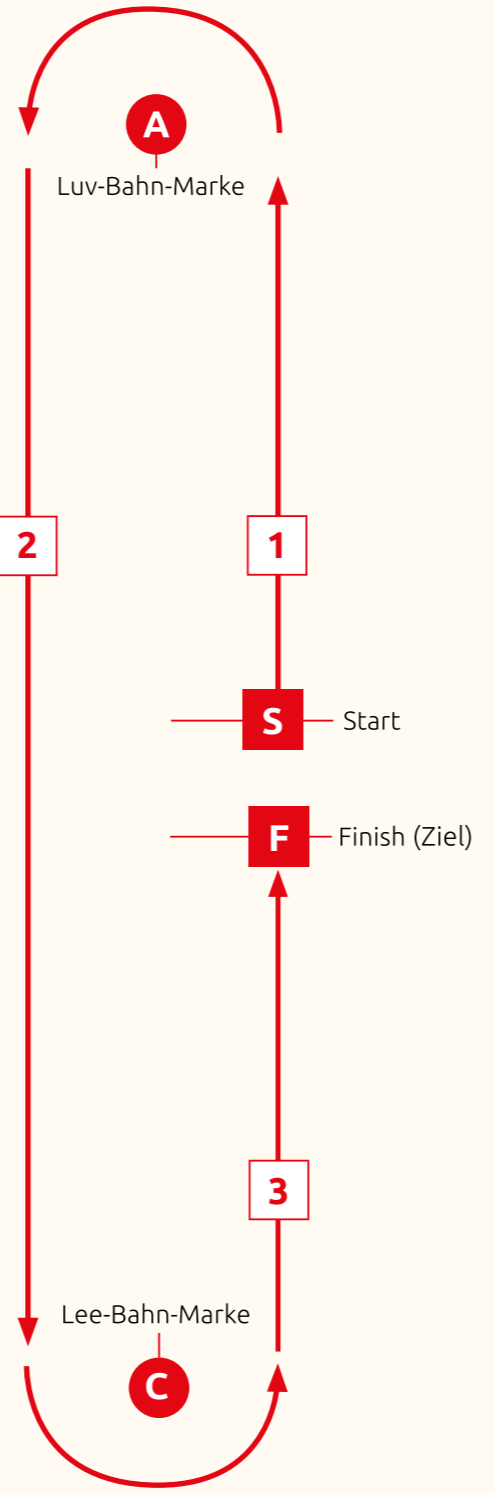 A
Luv-Bahn-Marke
2
1
S
Start
F
Finish (Ziel)
3
Lee-Bahn-Marke
C